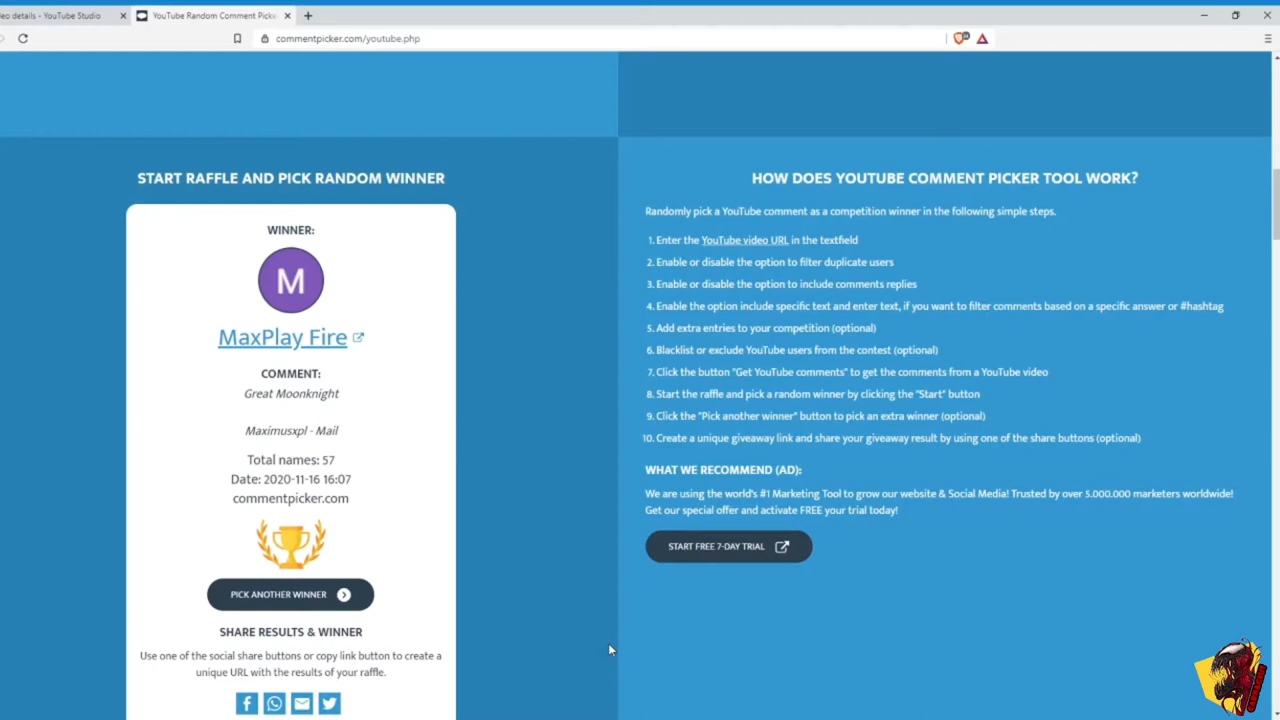 eo details - YouTube Studio
YouTube Random Comment Picke
commentpicker.com/youtube.php
START RAFFLE AND PICK RANDOM WINNER
WINNER:
M
MaxPlay Fire
COMMENT:
Great Moonknight
Maximusxpl - Mail
Total names: 57
Date: 2020-11-16 16:07
commentpicker.com
PICK ANOTHER WINNER
SHARE RESULTS & WINNER
Use one of the social share buttons or copy link button to create a
unique URL with the results of your raffle.
HOW DOES YOUTUBE COMMENT PICKER TOOL WORK?
Randomly pick a YouTube comment as a competition winner in the following simple steps.
1. Enter the YouTube video URL in the textfield
2. Enable or disable the option to filter duplicate users
3. Enable or disable the option to include comments replies
4. Enable the option include specific text and enter text, if you want to filter comments based on a specific answer or #hashtag
5. Add extra entries to your competition (optional)
6. Blacklist or exclude YouTube users from the contest (optional)
7. Click the button "Get YouTube comments" to get the comments from a YouTube video
8. Start the raffle and pick a random winner by clicking the "Start" button
9. Click the "Pick another winner" button to pick an extra winner (optional)
10. Create a unique giveaway link and share your giveaway result by using one of the share buttons (optional)
WHAT WE RECOMMEND (AD):
We are using the world's #1 Marketing Tool to grow our website & Social Media! Trusted by over 5.000.000 marketers worldwide!
Get our special offer and activate FREE your trial today!
START FREE 7-DAY TRIAL